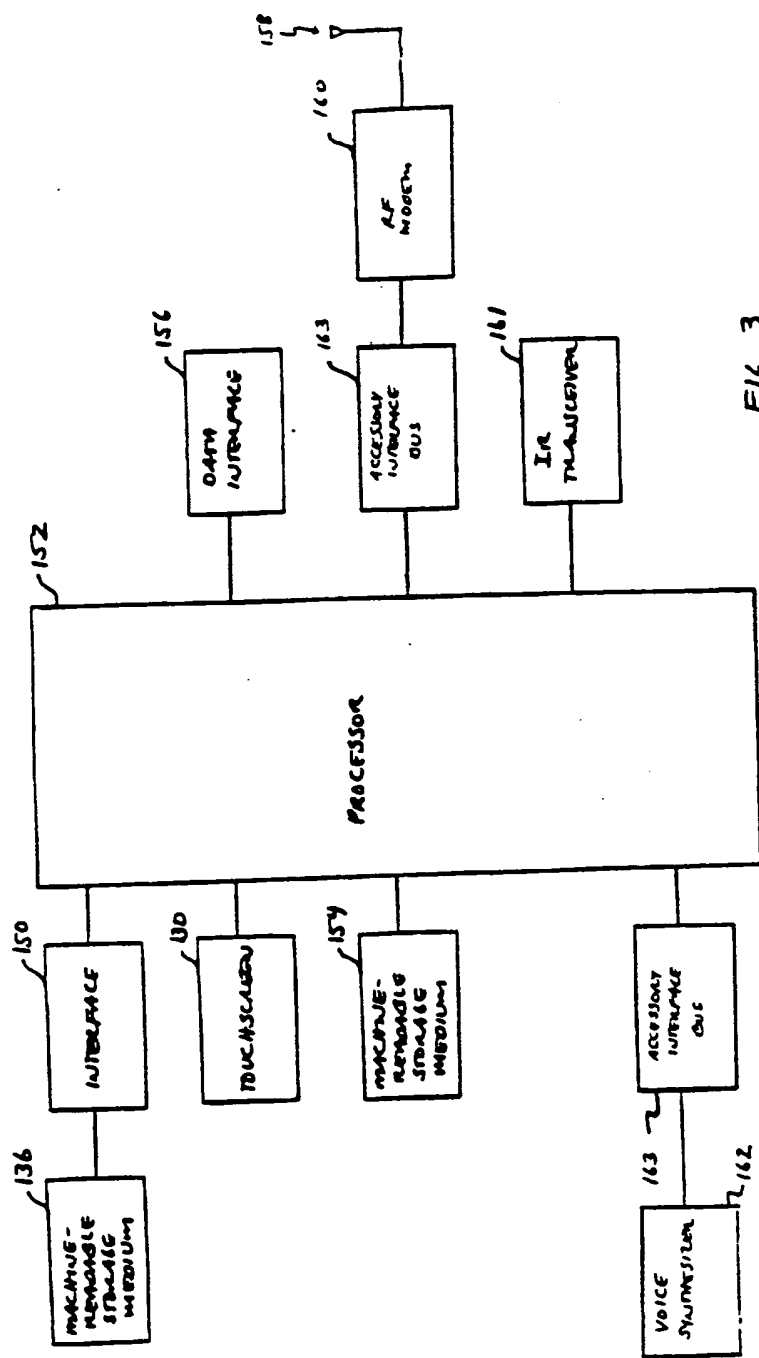 136
MACHINE-
READABLE
STORAGE
MEDIUM
150
INTERFACE
130
TOUCHSCREEN
154
MACHINE-
READABLE
STORAGE
MEDIUM
163
ACCESSORY
INTERFACE
BUS
162
VOICE
SYNTHESIZER
152
PROCESSOR
156
DATA
INTERFACE
163
ACCESSORY
INTERFACE
BUS
160
RF
MODEM
158
161
IR
TRANSCEIVER
FIG. 3